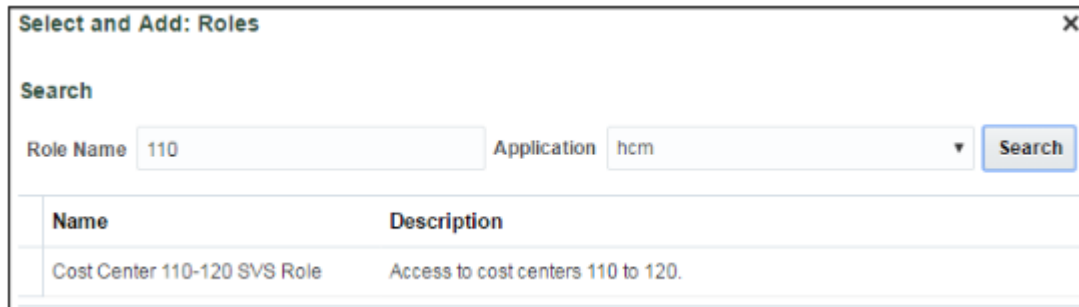 Select and Add: Roles
Search
Role Name 110 Application hcm Search
Name Description
Cost Center 110-120 SVS Role Access to cost centers 110 to 120.